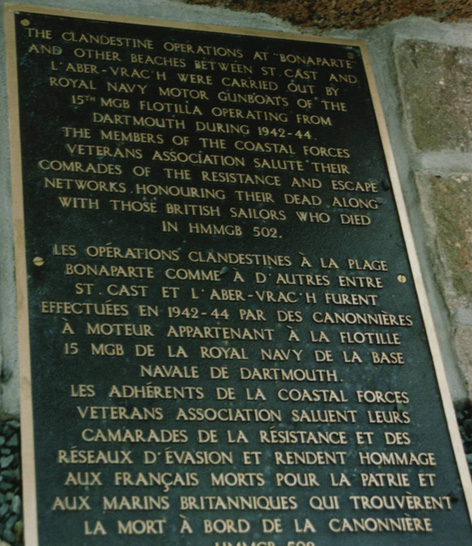 THE CLANDESTINE OPERATIONS AT "BONAPARTE"
AND OTHER BEACHES BETWEEN ST. CAST AND
L'ABER-VRAC'H WERE CARRIED OUT BY
ROYAL NAVY MOTOR GUNBOATS OF THE
15TH MGB FLOTILLA OPERATING FROM
DARTMOUTH DURING 1942-44.
THE MEMBERS OF THE COASTAL FORCES
VETERANS ASSOCIATION SALUTE THEIR
COMRADES OF THE RESISTANCE AND ESCAPE
NETWORKS. HONOURING THEIR DEAD ALONG
WITH THOSE BRITISH SAILORS WHO DIED
IN HMMGB 502.
LES OPÉRATIONS CLANDESTINES À LA PLAGE
BONAPARTE COMME À D'AUTRES ENTRE
ST. CAST ET L'ABER-VRAC'H FURENT
EFFECTUÉES EN 1942-44 PAR DES CANONNIÈRES
À MOTEUR APPARTENANT À LA FLOTILLE
15 MGB DE LA ROYAL NAVY DE LA BASE
NAVALE DE DARTMOUTH.
LES ADHÉRENTS DE LA COASTAL FORCES
VETERANS ASSOCIATION SALUENT LEURS
CAMARADES DE LA RÉSISTANCE ET DES
RÉSEAUX D'ÉVASION ET RENDENT HOMMAGE
AUX FRANÇAIS MORTS POUR LA PATRIE ET
AUX MARINS BRITANNIQUES QUI TROUVÈRENT
LA MORT À BORD DE LA CANONNIÈRE
HMMGB 502